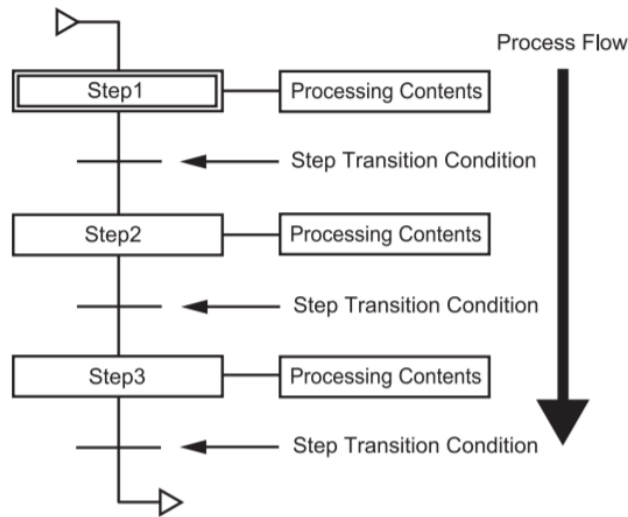 Process Flow
Step1
Processing Contents
Step Transition Condition
Step2
Processing Contents
Step Transition Condition
Step3
Processing Contents
Step Transition Condition